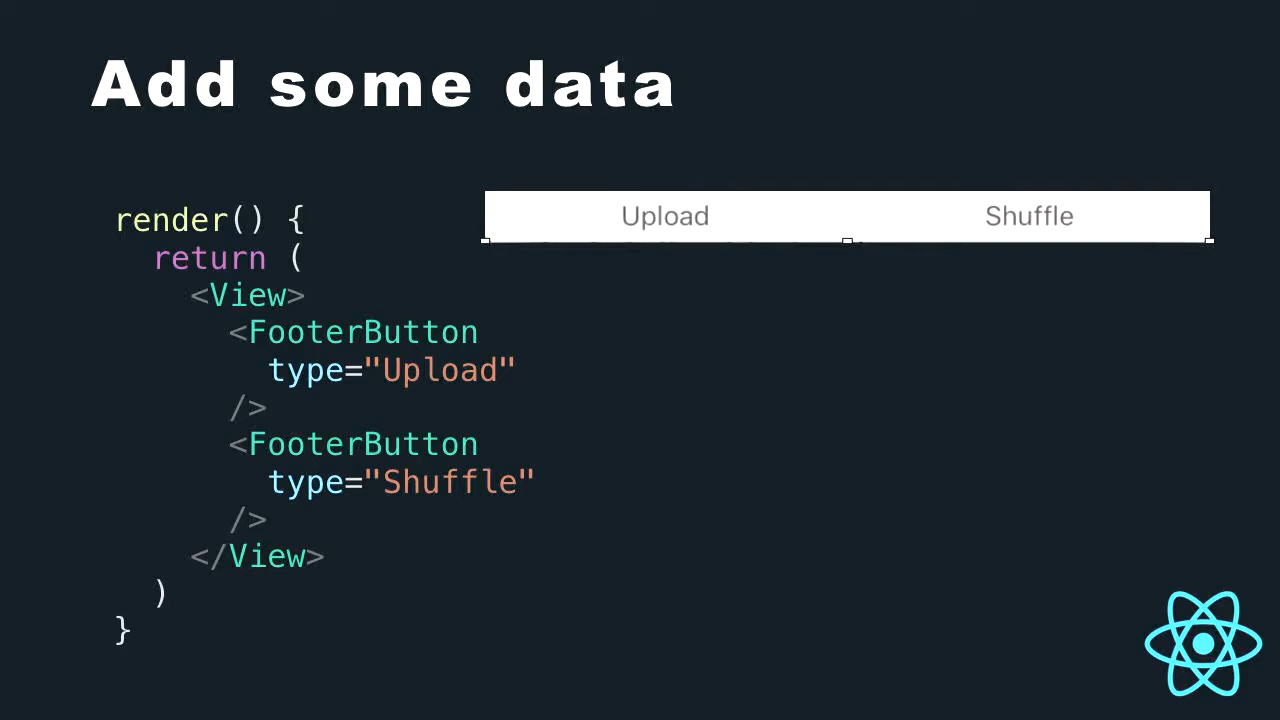 Add some data
Upload Shuffle
render() {
  return (
    <View>
      <FooterButton
        type="Upload"
      />
      <FooterButton
        type="Shuffle"
      />
    </View>
  )
}